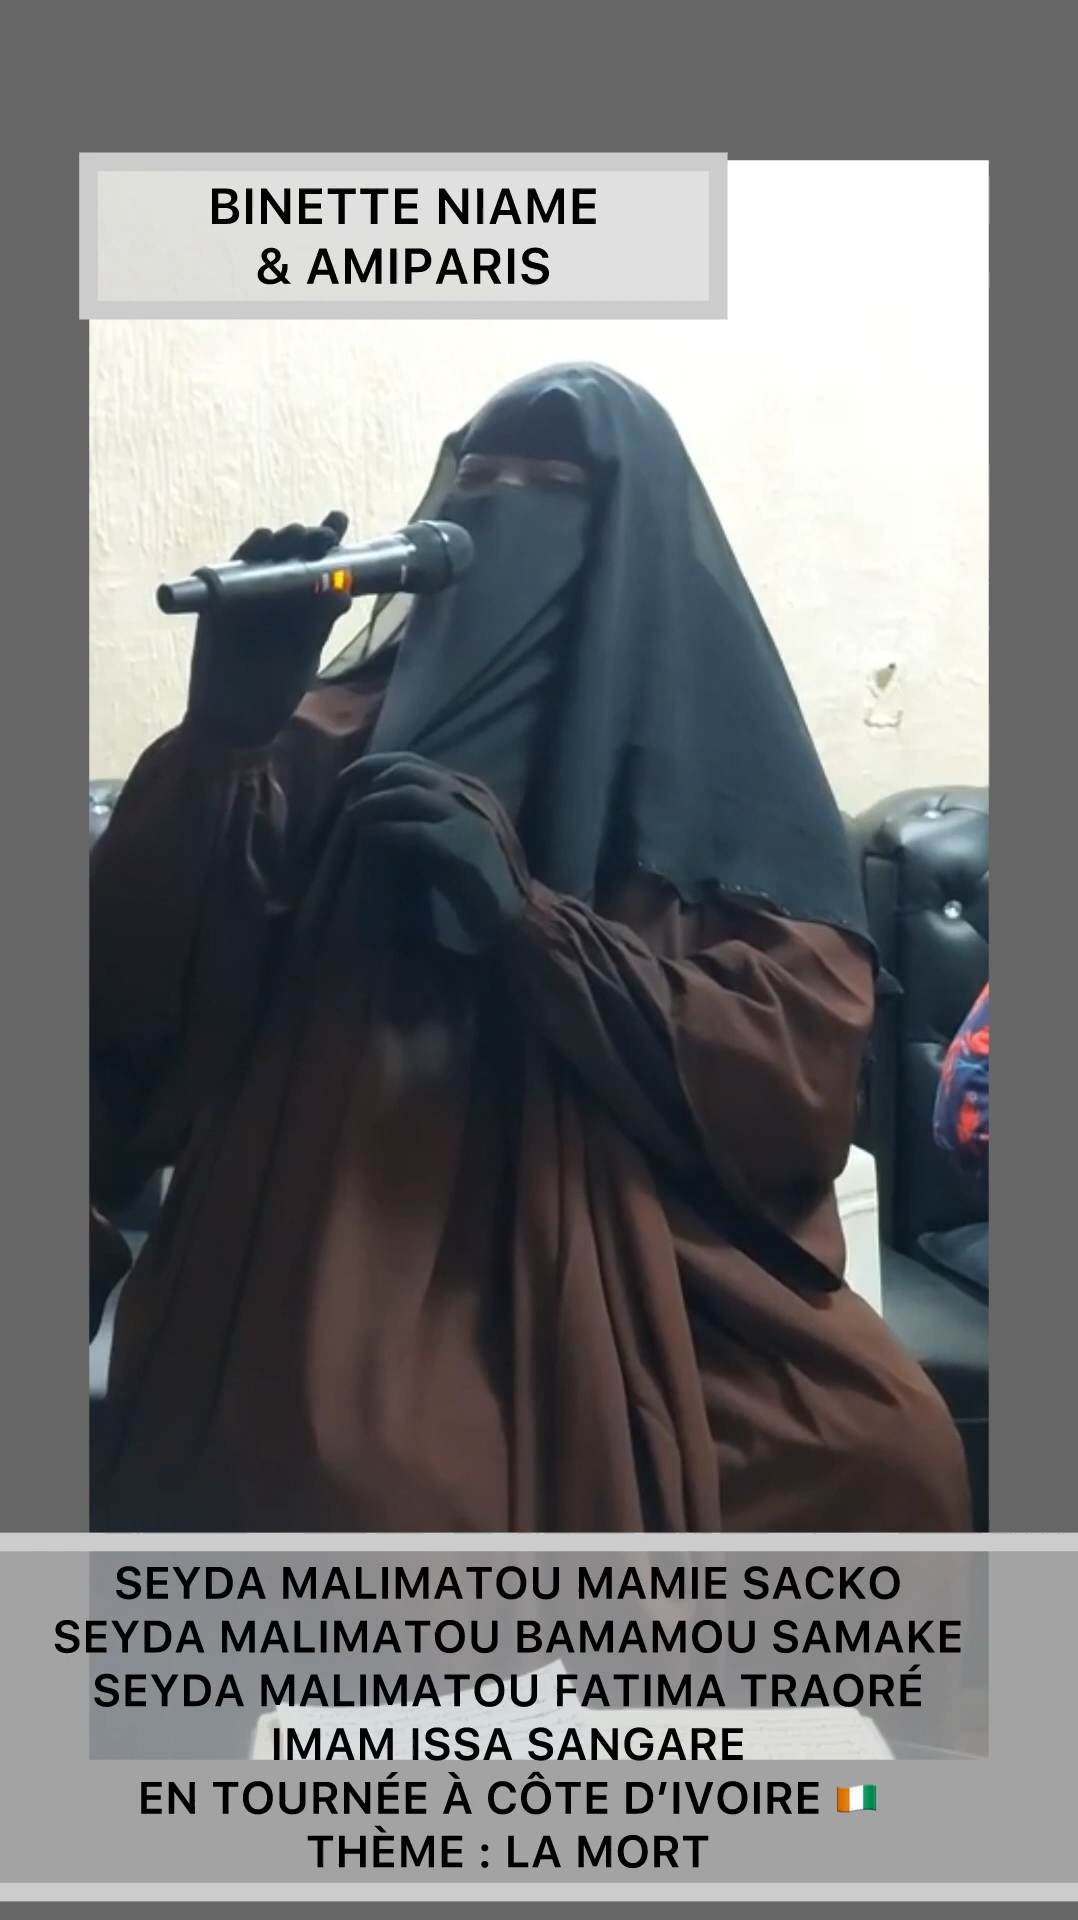 BINETTE NIAME
& AMIPARIS
SEYDA MALIMATOU MAMIE SACKO
SEYDA MALIMATOU BAMAMOU SAMAKE
SEYDA MALIMATOU FATIMA TRAORÉ
IMAM ISSA SANGARE
EN TOURNÉE À CÔTE D’IVOIRE 🇨🇮
THÈME : LA MORT